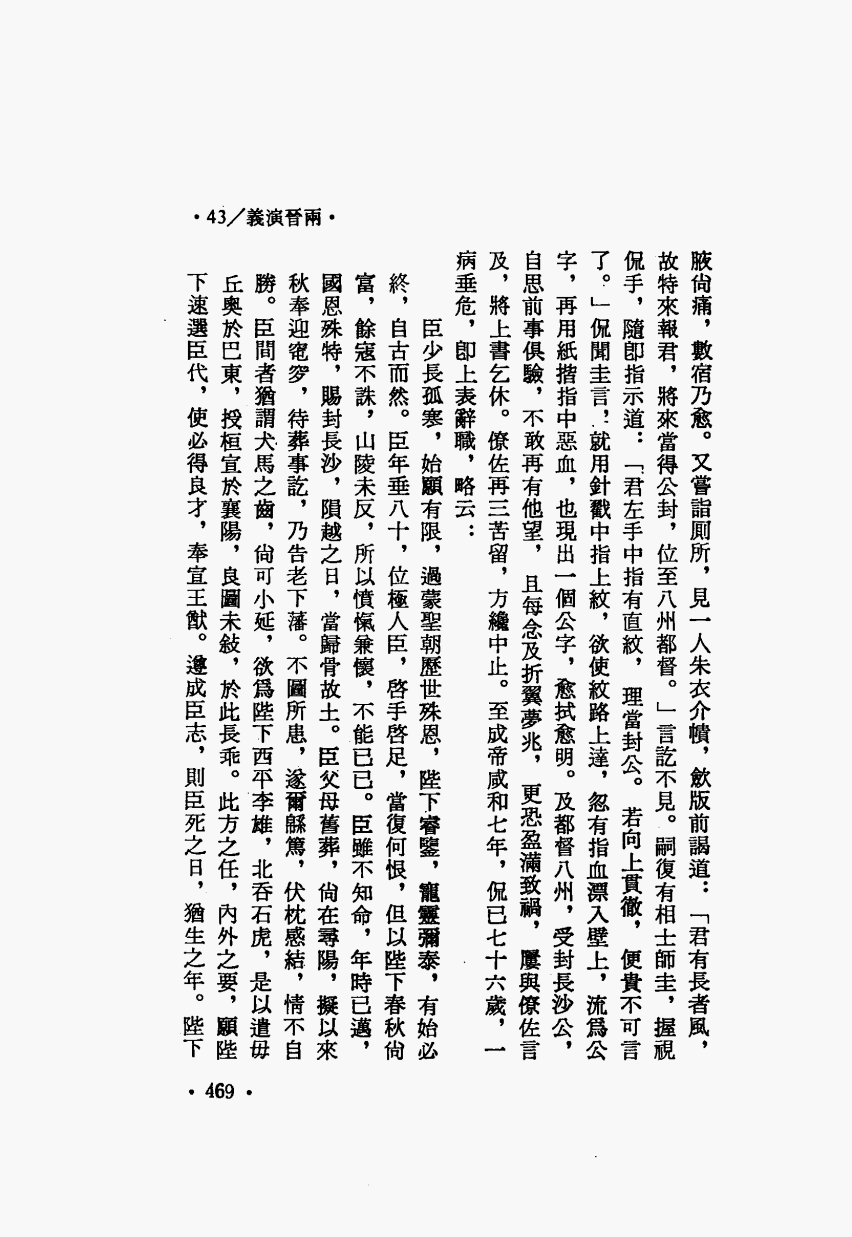 ·43/義演晉兩·
腋尙痛，數宿乃愈。又嘗詣厠所，見一人朱衣介幘，歛版前謁道：「君有長者風，
故特來報君，將來當得公封，位至八州都督。」言訖不見。嗣復有相士師圭，握視
侃手，隨卽指示道：「君左手中指有直紋，理當封公。若向上貫徹，便貴不可言
了。」侃聞圭言，就用針戳中指上紋，欲使紋路上達，忽有指血漂入壁上，流爲公
字，再用紙揩指中惡血，也現出一個公字，愈拭愈明。及都督八州，受封長沙公，
自思前事俱驗，不敢再有他望，且每念及折翼夢兆，更恐盈滿致禍，屢與僚佐言
及，將上書乞休。僚佐再三苦留，方纔中止。至成帝咸和七年，侃已七十六歲，一
病垂危，卽上表辭職，略云：
臣少長孤寒，始願有限，過蒙聖朝歷世殊恩，陛下睿鑒，寵靈彌泰，有始必
終，自古而然。臣年垂八十，位極人臣，啓手啓足，當復何恨，但以陛下春秋尙
富，餘寇不誅，山陵未反，所以憤愾兼懷，不能已已。臣雖不知命，年時已邁，
國恩殊特，賜封長沙，隕越之日，當歸骨故土。臣父母舊葬，尙在尋陽，擬以來
秋奉迎窀穸，待葬事訖，乃告老下藩。不圖所患，遂爾緜篤，伏枕感結，情不自
勝。臣間者猶謂犬馬之齒，尙可小延，欲爲陛下西平李雄，北吞石虎，是以遣毋
丘奧於巴東，授桓宣於襄陽，良圖未敍，於此長乖。此方之任，內外之要，願陛
下速選臣代，使必得良才，奉宣王猷。遵成臣志，則臣死之日，猶生之年。陛下
·469·